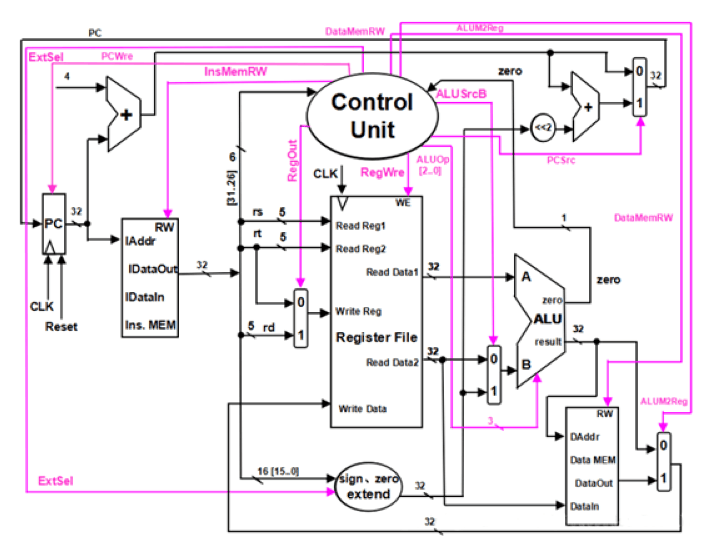 PC
DataMemRW
ALUM2Reg
ExtSel
PCWre
4
InsMemRW
zero
0
32
1
+
+
<<2
Control
Unit
ALUSrcB
PCSrc
6
[31..26]
RegOut
CLK
RegWre
ALUOp
[2..0]
WE
DataMemRW
1
zero
PC
32
CLK
Reset
RW
IAddr
IDataOut
IDataIn
Ins. MEM
32
rs
5
rt
5
5
rd
0
1
Read Reg1
Read Reg2
Read Data1
Write Reg
Register File
Read Data2
Write Data
32
32
0
1
A
zero
ALU
result
B
32
3
RW
DAddr
Data MEM
DataOut
DataIn
ALUM2Reg
0
1
ExtSel
16 [15..0]
sign、zero
extend
32
32